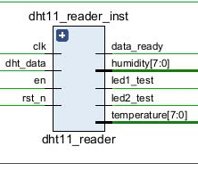 dht11_reader_inst
clk
dht_data
en
rst_n
data_ready
humidity[7:0]
led1_test
led2_test
temperature[7:0]
dht11_reader